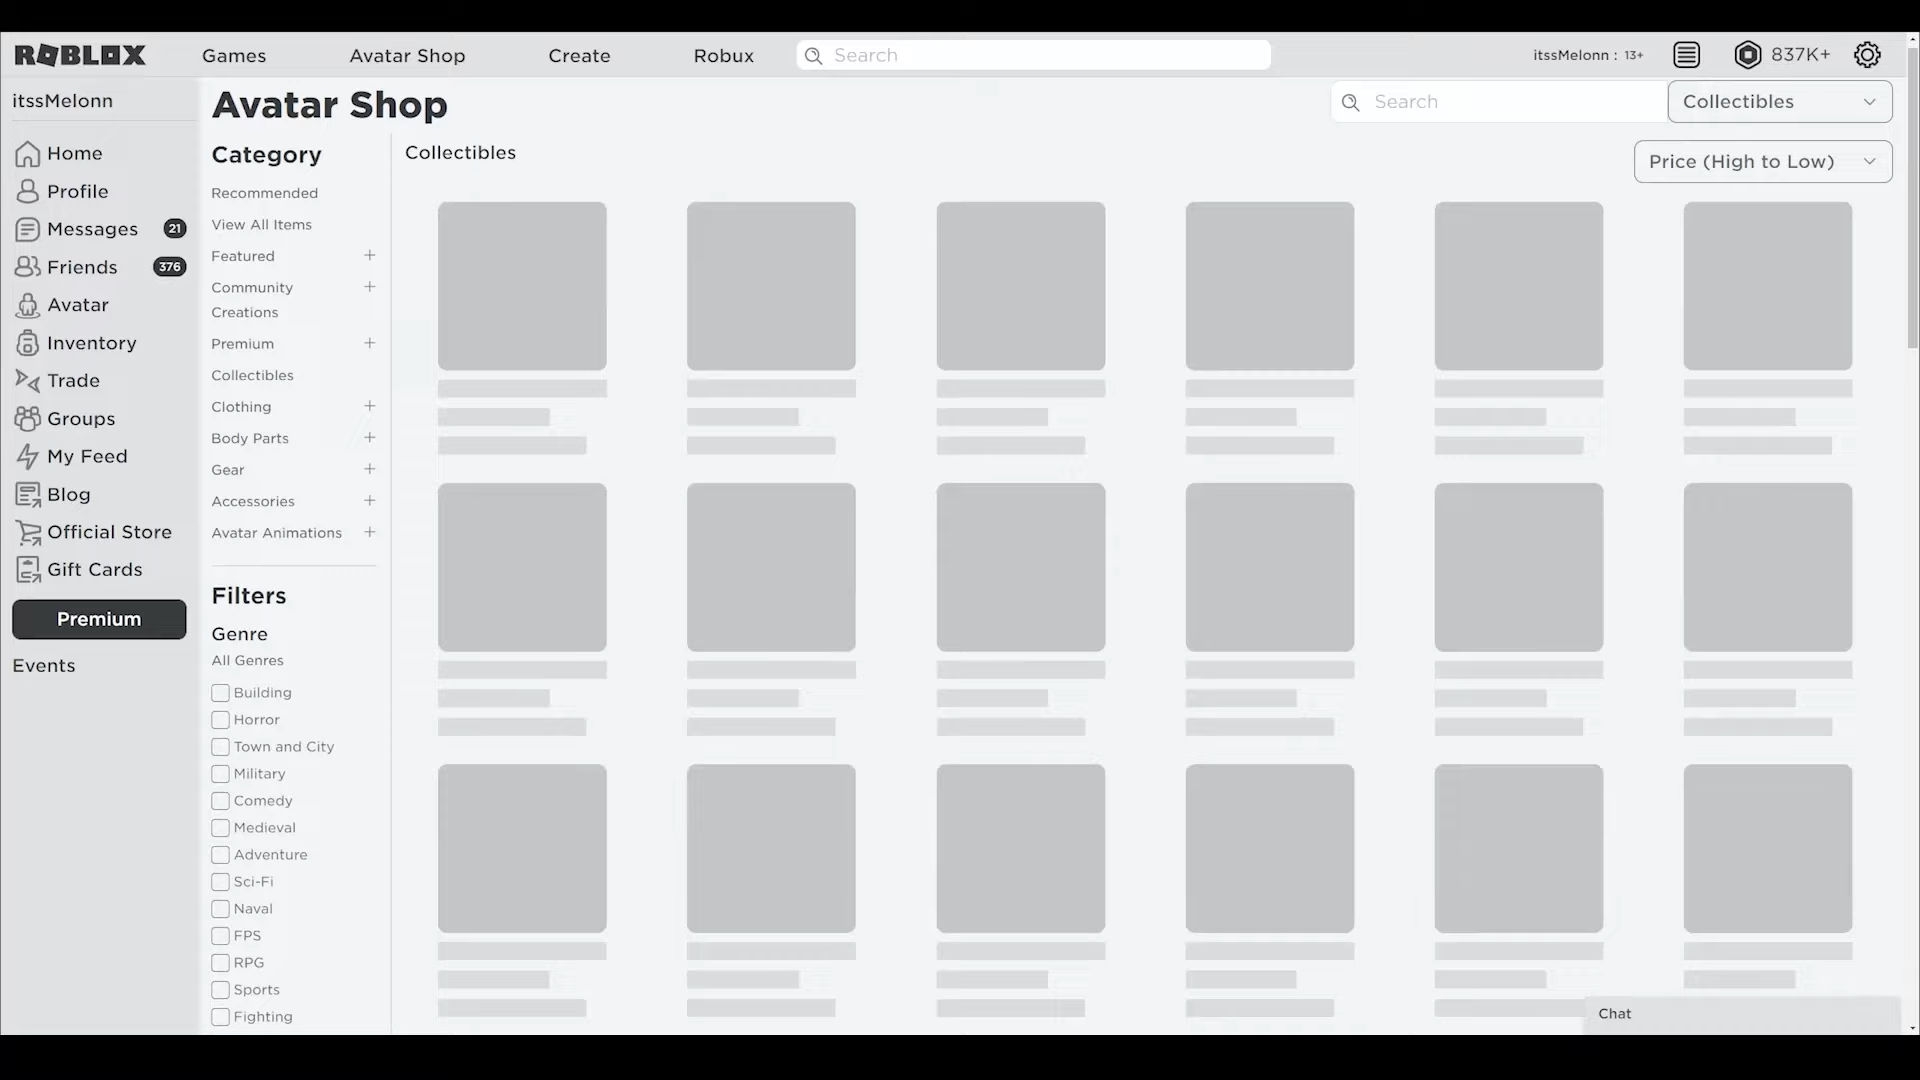 ROBLOX
Games
Avatar Shop
Create
Robux
Search
itssMelonn : 13+
837K+
itssMelonn
Home
Profile
Messages 21
Friends 376
Avatar
Inventory
Trade
Groups
My Feed
Blog
Official Store
Gift Cards
Premium
Events
Avatar Shop
Search
Collectibles
Category
Recommended
View All Items
Featured +
Community +
Creations
Premium +
Collectibles
Clothing +
Body Parts +
Gear +
Accessories +
Avatar Animations +
Filters
Genre
All Genres
Building
Horror
Town and City
Military
Comedy
Medieval
Adventure
Sci-Fi
Naval
FPS
RPG
Sports
Fighting
Collectibles
Price (High to Low)
Chat